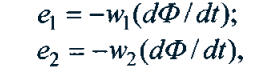 e₁ = −w₁(dΦ / dt);
e₂ = −w₂(dΦ / dt),